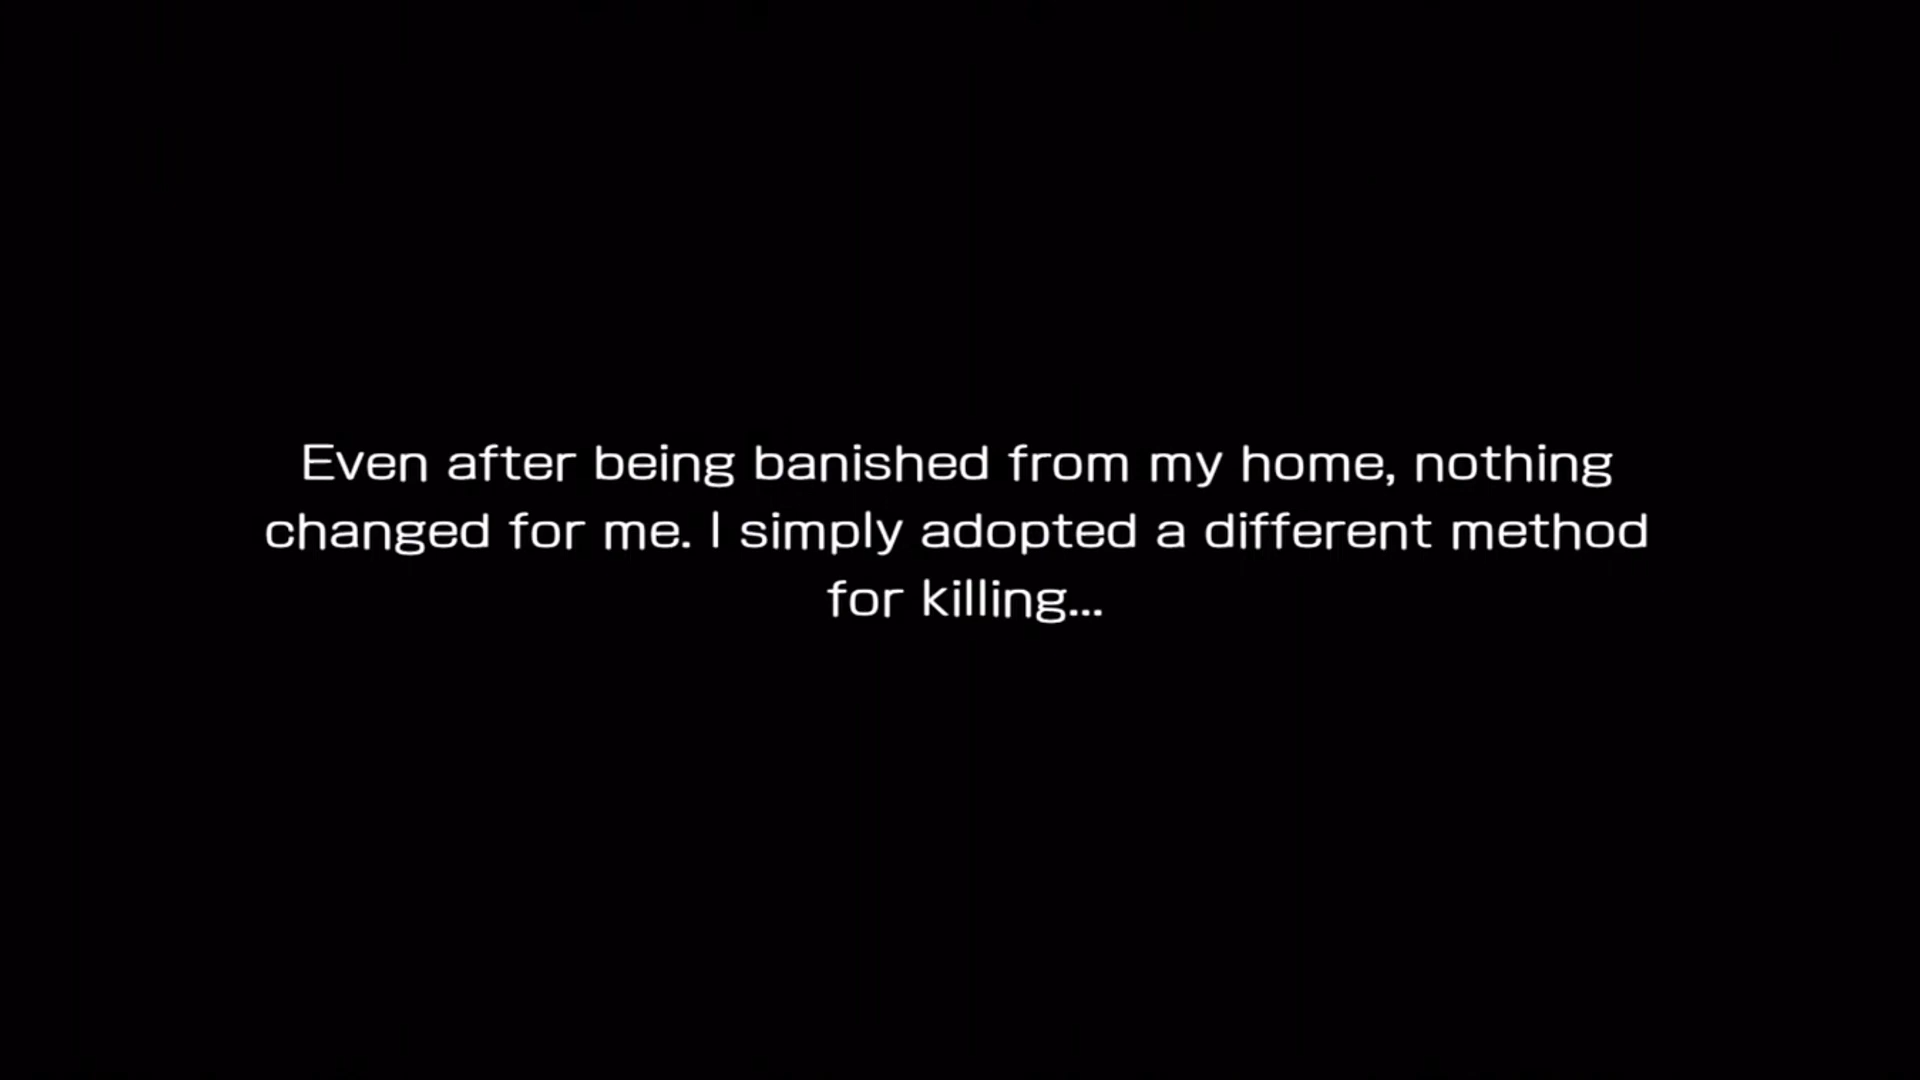 Even after being banished from my home, nothing
changed for me. I simply adopted a different method
for killing...